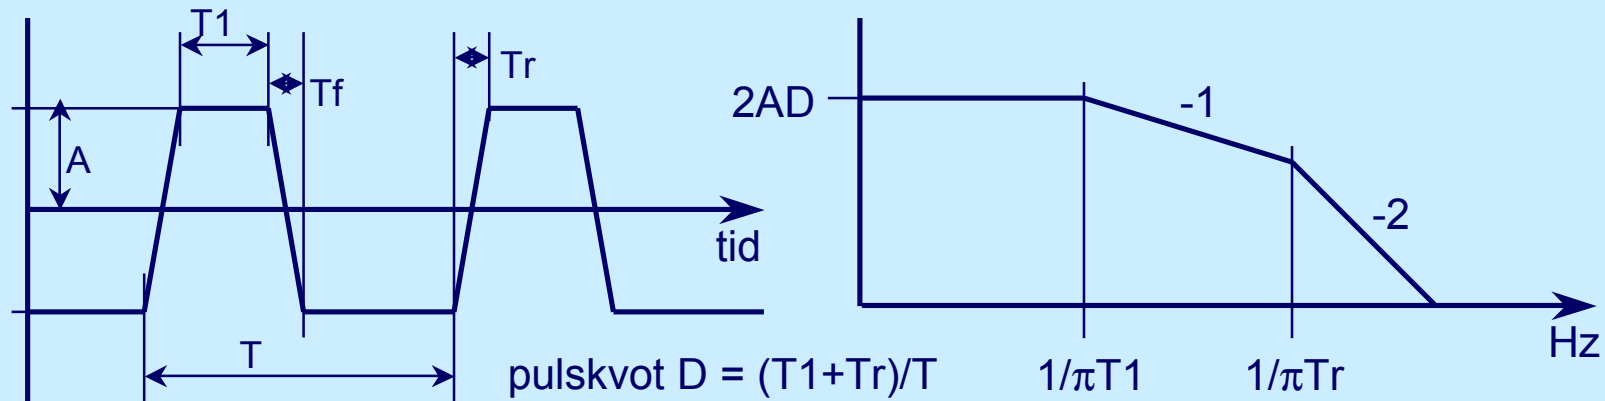 T1
Tf
Tr
A
tid
T
pulskvot D = (T1+Tr)/T
2AD
-1
-2
Hz
1/πT1
1/πTr